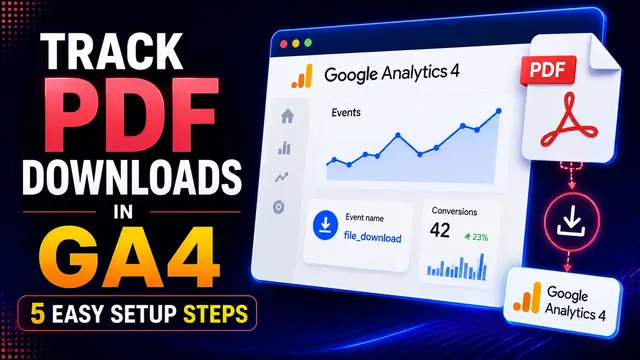 TRACK
PDF
DOWNLOADS
IN
GA4
5 EASY SETUP STEPS
Google Analytics 4
Events
Event name
file_download
Conversions
42
23%
PDF
Google
Analytics 4